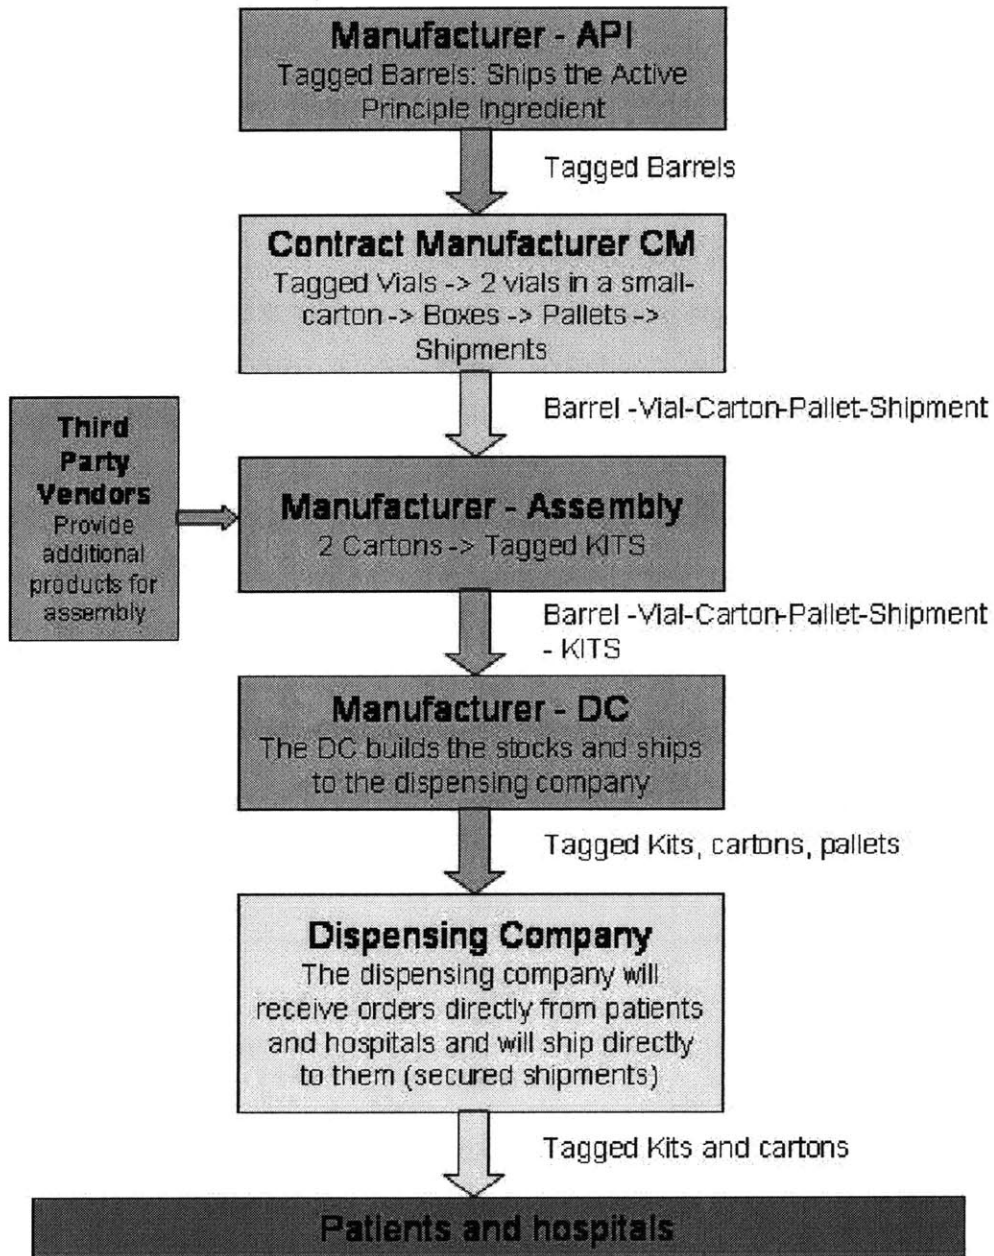 Manufacturer - API
Tagged Barrels: Ships the Active
Principle Ingredient
Tagged Barrels
Contract Manufacturer CM
Tagged Vials -> 2 vials in a small-
carton -> Boxes -> Pallets ->
Shipments
Barrel -Vial-Carton-Pallet-Shipment
Third
Party
Vendors
Provide
additional
products for
assembly
Manufacturer - Assembly
2 Cartons -> Tagged KITS
Barrel -Vial-Carton-Pallet-Shipment
- KITS
Manufacturer - DC
The DC builds the stocks and ships
to the dispensing company
Tagged Kits, cartons, pallets
Dispensing Company
The dispensing company will
receive orders directly from patients
and hospitals and will ship directly
to them (secured shipments)
Tagged Kits and cartons
Patients and hospitals